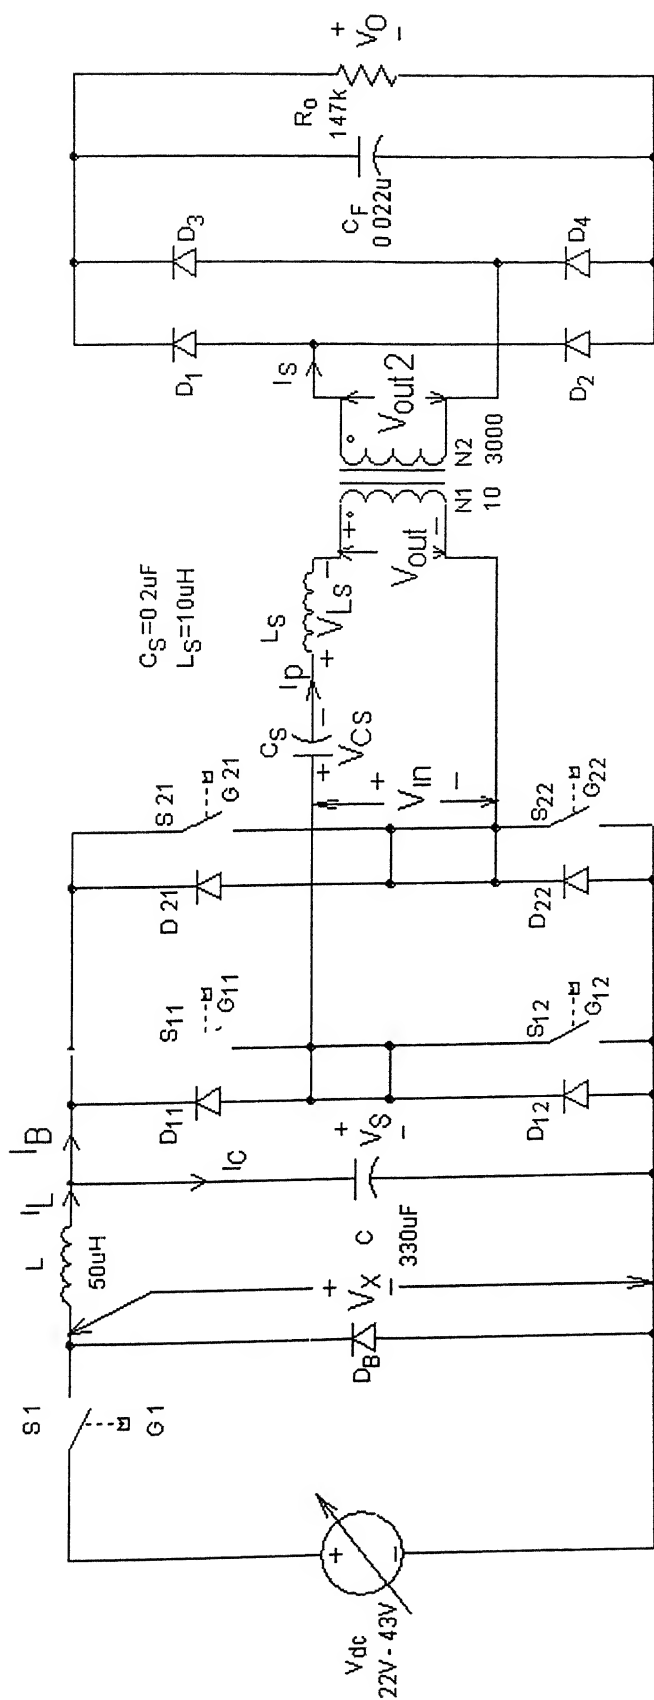 Vdc
22V - 43V
+
−
S1
G1
DB
+
VX
−
L
50uH
IL
IB
IC
C
330uF
+
VS
−
D11
S11
G11
D12
S12
G12
D21
S21
G21
D22
S22
G22
+
Vin
−
CS
+
VCS
−
IP
LS
+
VLS
−
CS=0 2uF
LS=10uH
+
Vout
−
N1
10
N2
3000
Vout2
IS
D1
D3
D2
D4
CF
0 022u
Ro
147k
+
VO
−